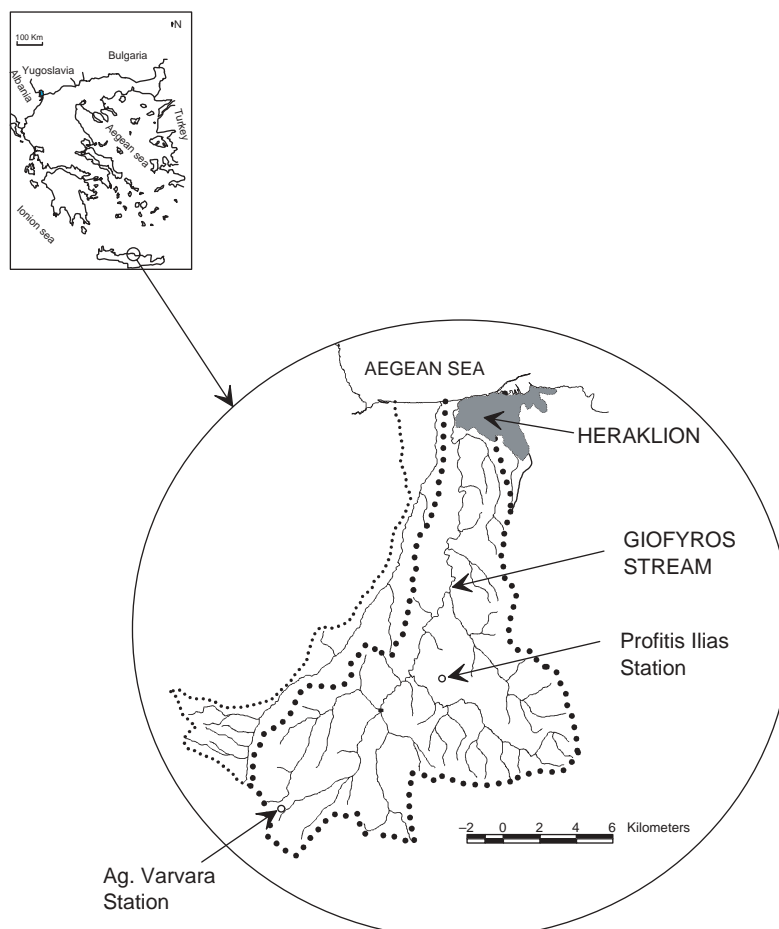 N
100 Km
Bulgaria
Yugoslavia
Albania
Turkey
Aegean sea
Ionion sea
AEGEAN SEA
HERAKLION
GIOFYROS
STREAM
Profitis Ilias
Station
–2 0 2 4 6 Kilometers
Ag. Varvara
Station